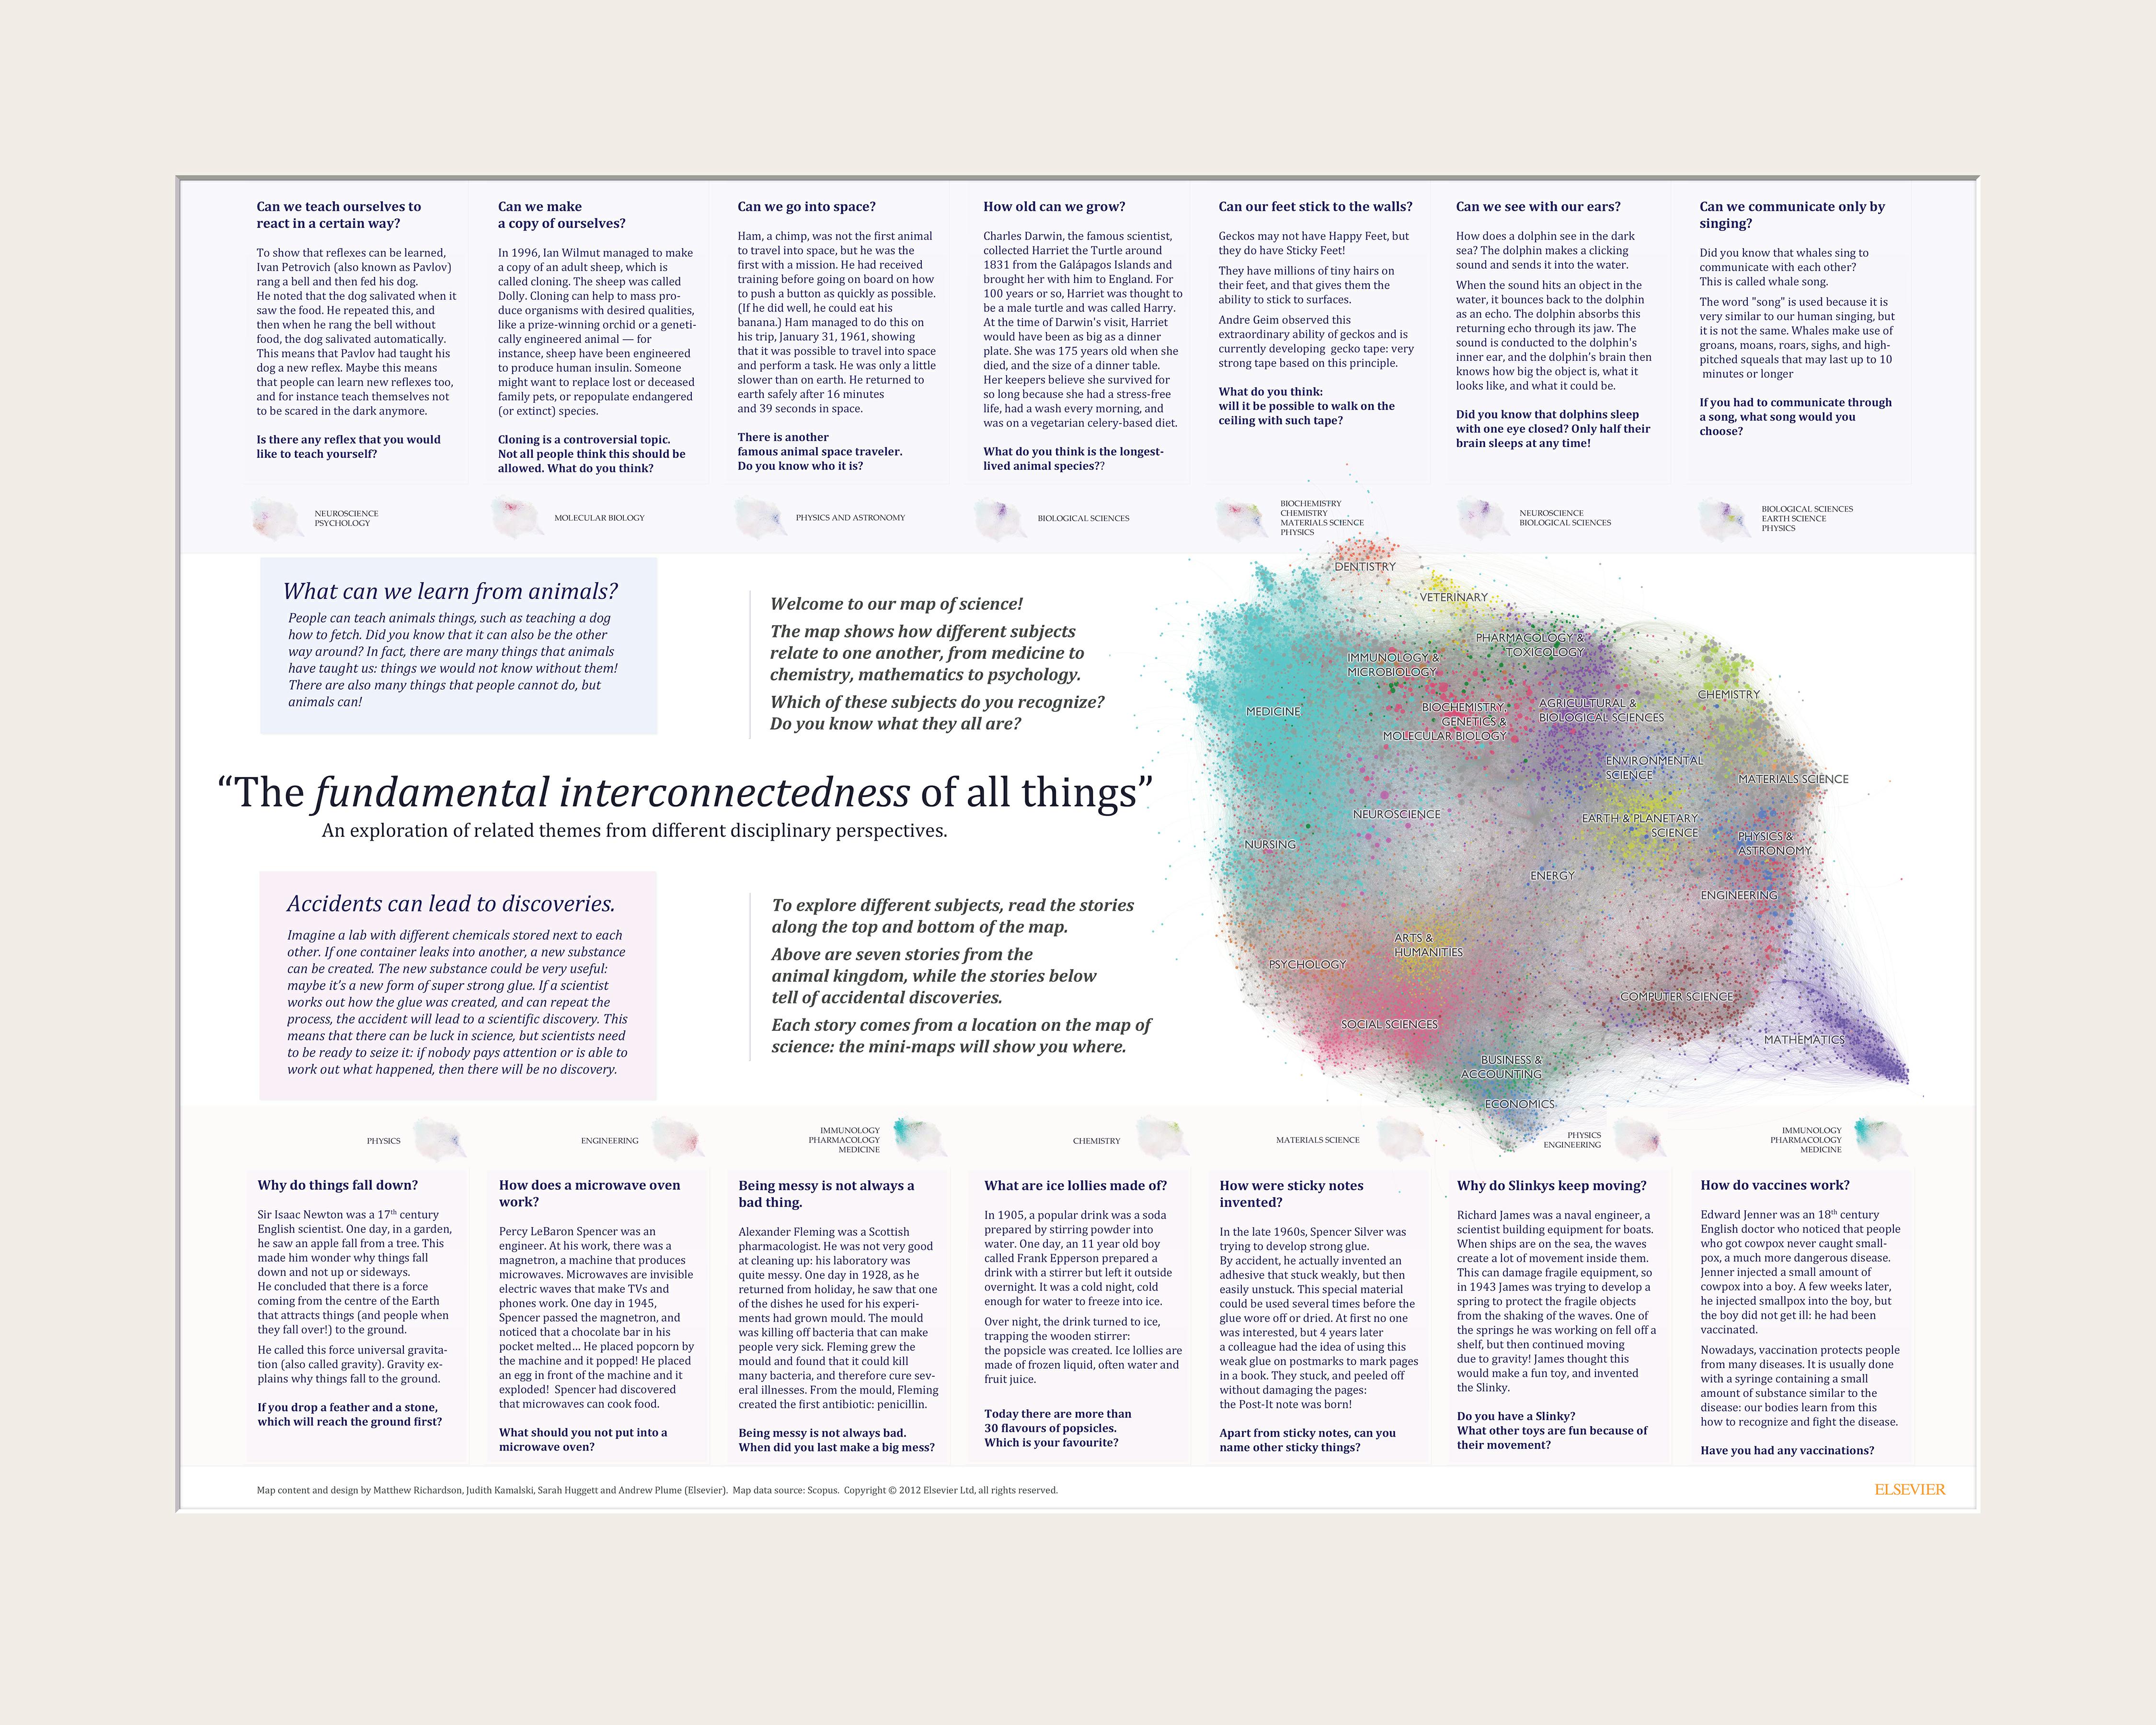 Can we teach ourselves to
react in a certain way?
To show that reflexes can be learned,
Ivan Petrovich (also known as Pavlov)
rang a bell and then fed his dog.
He noted that the dog salivated when it
saw the food. He repeated this, and
then when he rang the bell without
food, the dog salivated automatically.
This means that Pavlov had taught his
dog a new reflex. Maybe this means
that people can learn new reflexes too,
and for instance teach themselves not
to be scared in the dark anymore.
Is there any reflex that you would
like to teach yourself?
NEUROSCIENCE
PSYCHOLOGY
Can we make
a copy of ourselves?
In 1996, Ian Wilmut managed to make
a copy of an adult sheep, which is
called cloning. The sheep was called
Dolly. Cloning can help to mass pro-
duce organisms with desired qualities,
like a prize-winning orchid or a geneti-
cally engineered animal — for
instance, sheep have been engineered
to produce human insulin. Someone
might want to replace lost or deceased
family pets, or repopulate endangered
(or extinct) species.
Cloning is a controversial topic.
Not all people think this should be
allowed. What do you think?
MOLECULAR BIOLOGY
Can we go into space?
Ham, a chimp, was not the first animal
to travel into space, but he was the
first with a mission. He had received
training before going on board on how
to push a button as quickly as possible.
(If he did well, he could eat his
banana.) Ham managed to do this on
his trip, January 31, 1961, showing
that it was possible to travel into space
and perform a task. He was only a little
slower than on earth. He returned to
earth safely after 16 minutes
and 39 seconds in space.
There is another
famous animal space traveler.
Do you know who it is?
PHYSICS AND ASTRONOMY
How old can we grow?
Charles Darwin, the famous scientist,
collected Harriet the Turtle around
1831 from the Galápagos Islands and
brought her with him to England. For
100 years or so, Harriet was thought to
be a male turtle and was called Harry.
At the time of Darwin's visit, Harriet
would have been as big as a dinner
plate. She was 175 years old when she
died, and the size of a dinner table.
Her keepers believe she survived for
so long because she had a stress-free
life, had a wash every morning, and
was on a vegetarian celery-based diet.
What do you think is the longest-
lived animal species??
BIOLOGICAL SCIENCES
Can our feet stick to the walls?
Geckos may not have Happy Feet, but
they do have Sticky Feet!
They have millions of tiny hairs on
their feet, and that gives them the
ability to stick to surfaces.
Andre Geim observed this
extraordinary ability of geckos and is
currently developing gecko tape: very
strong tape based on this principle.
What do you think:
will it be possible to walk on the
ceiling with such tape?
BIOCHEMISTRY
CHEMISTRY
MATERIALS SCIENCE
PHYSICS
Can we see with our ears?
How does a dolphin see in the dark
sea? The dolphin makes a clicking
sound and sends it into the water.
When the sound hits an object in the
water, it bounces back to the dolphin
as an echo. The dolphin absorbs this
returning echo through its jaw. The
sound is conducted to the dolphin's
inner ear, and the dolphin's brain then
knows how big the object is, what it
looks like, and what it could be.
Did you know that dolphins sleep
with one eye closed? Only half their
brain sleeps at any time!
NEUROSCIENCE
BIOLOGICAL SCIENCES
Can we communicate only by
singing?
Did you know that whales sing to
communicate with each other?
This is called whale song.
The word "song" is used because it is
very similar to our human singing, but
it is not the same. Whales make use of
groans, moans, roars, sighs, and high-
pitched squeals that may last up to 10
minutes or longer
If you had to communicate through
a song, what song would you
choose?
BIOLOGICAL SCIENCES
EARTH SCIENCE
PHYSICS
What can we learn from animals?
People can teach animals things, such as teaching a dog
how to fetch. Did you know that it can also be the other
way around? In fact, there are many things that animals
have taught us: things we would not know without them!
There are also many things that people cannot do, but
animals can!
Welcome to our map of science!
The map shows how different subjects
relate to one another, from medicine to
chemistry, mathematics to psychology.
Which of these subjects do you recognize?
Do you know what they all are?
“The fundamental interconnectedness of all things”
An exploration of related themes from different disciplinary perspectives.
Accidents can lead to discoveries.
Imagine a lab with different chemicals stored next to each
other. If one container leaks into another, a new substance
can be created. The new substance could be very useful:
maybe it's a new form of super strong glue. If a scientist
works out how the glue was created, and can repeat the
process, the accident will lead to a scientific discovery. This
means that there can be luck in science, but scientists need
to be ready to seize it: if nobody pays attention or is able to
work out what happened, then there will be no discovery.
To explore different subjects, read the stories
along the top and bottom of the map.
Above are seven stories from the
animal kingdom, while the stories below
tell of accidental discoveries.
Each story comes from a location on the map of
science: the mini-maps will show you where.
DENTISTRY
VETERINARY
PHARMACOLOGY &
TOXICOLOGY
IMMUNOLOGY &
MICROBIOLOGY
CHEMISTRY
MEDICINE
BIOCHEMISTRY,
GENETICS &
MOLECULAR BIOLOGY
AGRICULTURAL &
BIOLOGICAL SCIENCES
ENVIRONMENTAL
SCIENCE
MATERIALS SCIENCE
NEUROSCIENCE
EARTH & PLANETARY
SCIENCE
NURSING
PHYSICS &
ASTRONOMY
ENERGY
ENGINEERING
ARTS &
HUMANITIES
PSYCHOLOGY
COMPUTER SCIENCE
SOCIAL SCIENCES
MATHEMATICS
BUSINESS &
ACCOUNTING
ECONOMICS
PHYSICS
Why do things fall down?
Sir Isaac Newton was a 17th century
English scientist. One day, in a garden,
he saw an apple fall from a tree. This
made him wonder why things fall
down and not up or sideways.
He concluded that there is a force
coming from the centre of the Earth
that attracts things (and people when
they fall over!) to the ground.
He called this force universal gravita-
tion (also called gravity). Gravity ex-
plains why things fall to the ground.
If you drop a feather and a stone,
which will reach the ground first?
ENGINEERING
How does a microwave oven
work?
Percy LeBaron Spencer was an
engineer. At his work, there was a
magnetron, a machine that produces
microwaves. Microwaves are invisible
electric waves that make TVs and
phones work. One day in 1945,
Spencer passed the magnetron, and
noticed that a chocolate bar in his
pocket melted... He placed popcorn by
the machine and it popped! He placed
an egg in front of the machine and it
exploded! Spencer had discovered
that microwaves can cook food.
What should you not put into a
microwave oven?
IMMUNOLOGY
PHARMACOLOGY
MEDICINE
Being messy is not always a
bad thing.
Alexander Fleming was a Scottish
pharmacologist. He was not very good
at cleaning up: his laboratory was
quite messy. One day in 1928, as he
returned from holiday, he saw that one
of the dishes he used for his experi-
ments had grown mould. The mould
was killing off bacteria that can make
people very sick. Fleming grew the
mould and found that it could kill
many bacteria, and therefore cure sev-
eral illnesses. From the mould, Fleming
created the first antibiotic: penicillin.
Being messy is not always bad.
When did you last make a big mess?
CHEMISTRY
What are ice lollies made of?
In 1905, a popular drink was a soda
prepared by stirring powder into
water. One day, an 11 year old boy
called Frank Epperson prepared a
drink with a stirrer but left it outside
overnight. It was a cold night, cold
enough for water to freeze into ice.
Over night, the drink turned to ice,
trapping the wooden stirrer:
the popsicle was created. Ice lollies are
made of frozen liquid, often water and
fruit juice.
Today there are more than
30 flavours of popsicles.
Which is your favourite?
MATERIALS SCIENCE
How were sticky notes
invented?
In the late 1960s, Spencer Silver was
trying to develop strong glue.
By accident, he actually invented an
adhesive that stuck weakly, but then
easily unstuck. This special material
could be used several times before the
glue wore off or dried. At first no one
was interested, but 4 years later
a colleague had the idea of using this
weak glue on postmarks to mark pages
in a book. They stuck, and peeled off
without damaging the pages:
the Post-It note was born!
Apart from sticky notes, can you
name other sticky things?
PHYSICS
ENGINEERING
Why do Slinkys keep moving?
Richard James was a naval engineer, a
scientist building equipment for boats.
When ships are on the sea, the waves
create a lot of movement inside them.
This can damage fragile equipment, so
in 1943 James was trying to develop a
spring to protect the fragile objects
from the shaking of the waves. One of
the springs he was working on fell off a
shelf, but then continued moving
due to gravity! James thought this
would make a fun toy, and invented
the Slinky.
Do you have a Slinky?
What other toys are fun because of
their movement?
IMMUNOLOGY
PHARMACOLOGY
MEDICINE
How do vaccines work?
Edward Jenner was an 18th century
English doctor who noticed that people
who got cowpox never caught small-
pox, a much more dangerous disease.
Jenner injected a small amount of
cowpox into a boy. A few weeks later,
he injected smallpox into the boy, but
the boy did not get ill: he had been
vaccinated.
Nowadays, vaccination protects people
from many diseases. It is usually done
with a syringe containing a small
amount of substance similar to the
disease: our bodies learn from this
how to recognize and fight the disease.
Have you had any vaccinations?
Map content and design by Matthew Richardson, Judith Kamalski, Sarah Huggett and Andrew Plume (Elsevier). Map data source: Scopus. Copyright © 2012 Elsevier Ltd, all rights reserved.
ELSEVIER